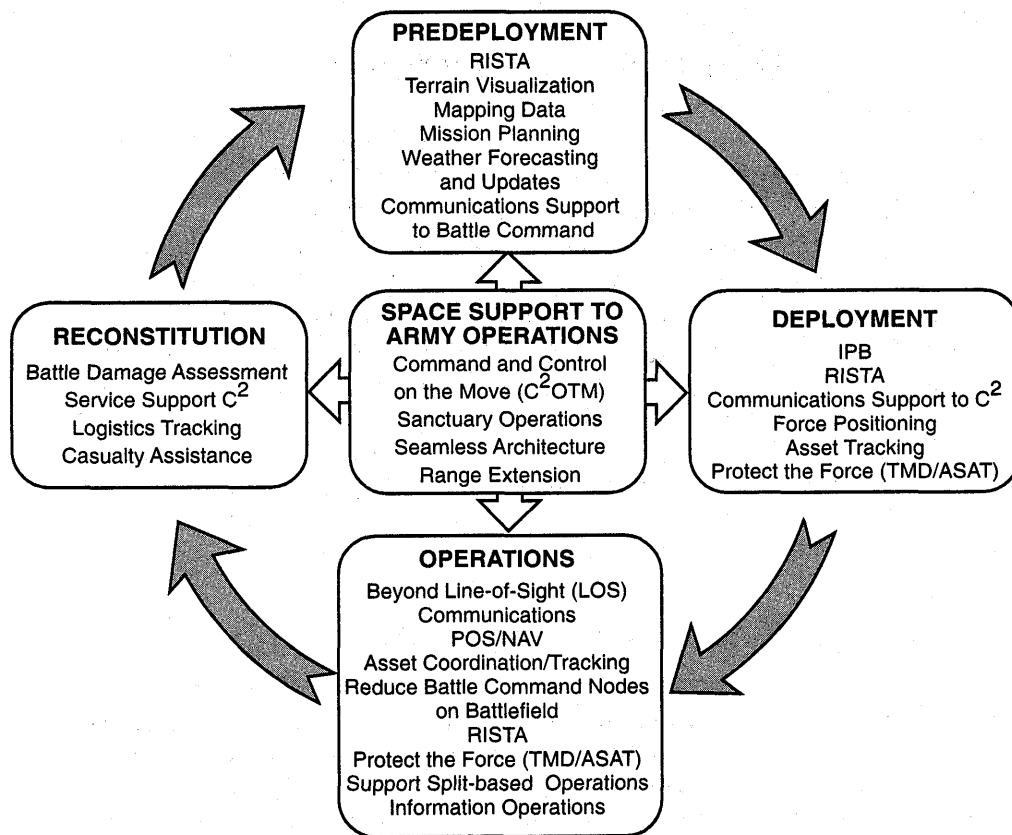 PREDEPLOYMENT
RISTA
Terrain Visualization
Mapping Data
Mission Planning
Weather Forecasting
and Updates
Communications Support
to Battle Command
RECONSTITUTION
Battle Damage Assessment
Service Support C²
Logistics Tracking
Casualty Assistance
SPACE SUPPORT TO
ARMY OPERATIONS
Command and Control
on the Move (C²OTM)
Sanctuary Operations
Seamless Architecture
Range Extension
DEPLOYMENT
IPB
RISTA
Communications Support to C²
Force Positioning
Asset Tracking
Protect the Force (TMD/ASAT)
OPERATIONS
Beyond Line-of-Sight (LOS)
Communications
POS/NAV
Asset Coordination/Tracking
Reduce Battle Command Nodes
on Battlefield
RISTA
Protect the Force (TMD/ASAT)
Support Split-based Operations
Information Operations